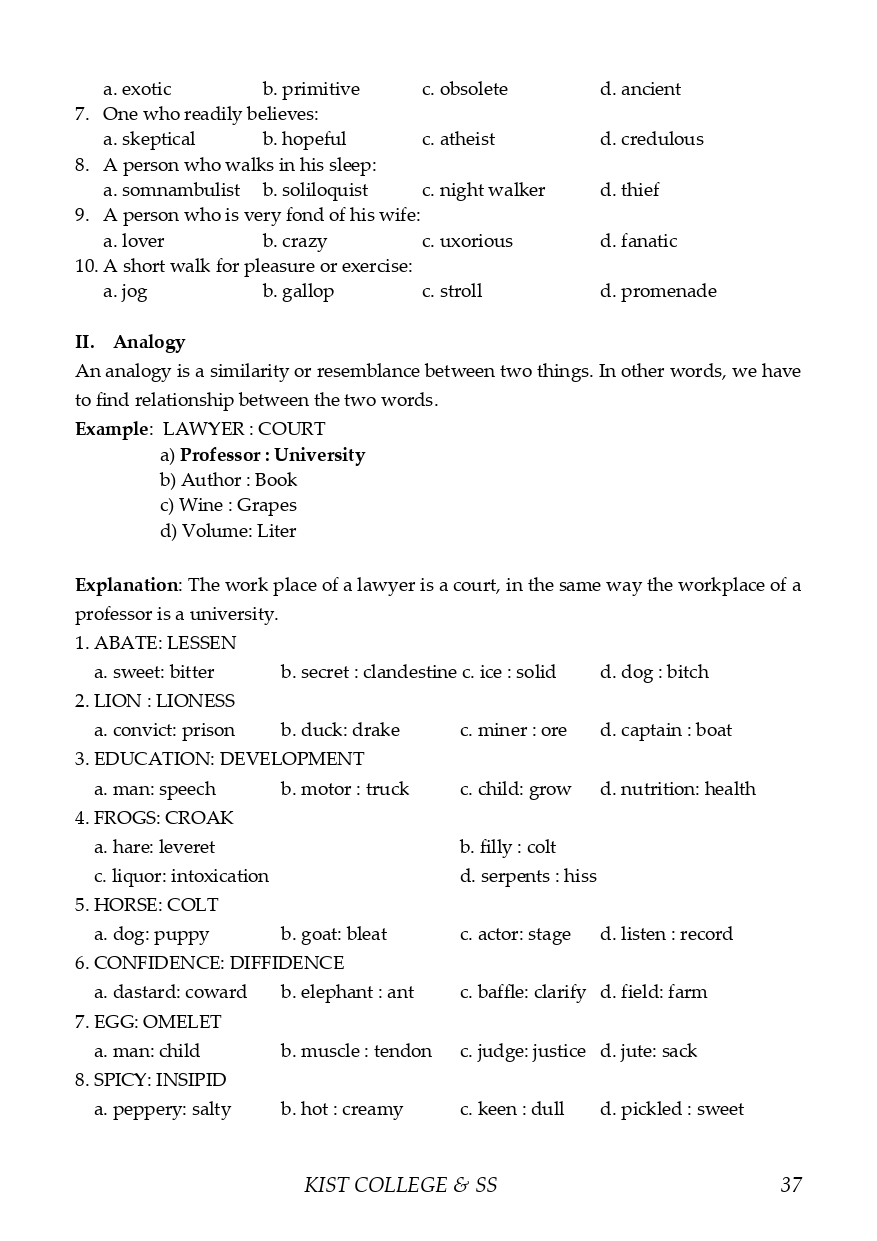 a. exotic b. primitive c. obsolete d. ancient
7. One who readily believes:
a. skeptical b. hopeful c. atheist d. credulous
8. A person who walks in his sleep:
a. somnambulist b. soliloquist c. night walker d. thief
9. A person who is very fond of his wife:
a. lover b. crazy c. uxorious d. fanatic
10. A short walk for pleasure or exercise:
a. jog b. gallop c. stroll d. promenade
II. Analogy
An analogy is a similarity or resemblance between two things. In other words, we have
to find relationship between the two words.
Example: LAWYER : COURT
a) Professor : University
b) Author : Book
c) Wine : Grapes
d) Volume: Liter
Explanation: The work place of a lawyer is a court, in the same way the workplace of a
professor is a university.
1. ABATE: LESSEN
a. sweet: bitter b. secret : clandestine c. ice : solid d. dog : bitch
2. LION : LIONESS
a. convict: prison b. duck: drake c. miner : ore d. captain : boat
3. EDUCATION: DEVELOPMENT
a. man: speech b. motor : truck c. child: grow d. nutrition: health
4. FROGS: CROAK
a. hare: leveret b. filly : colt
c. liquor: intoxication d. serpents : hiss
5. HORSE: COLT
a. dog: puppy b. goat: bleat c. actor: stage d. listen : record
6. CONFIDENCE: DIFFIDENCE
a. dastard: coward b. elephant : ant c. baffle: clarify d. field: farm
7. EGG: OMELET
a. man: child b. muscle : tendon c. judge: justice d. jute: sack
8. SPICY: INSIPID
a. peppery: salty b. hot : creamy c. keen : dull d. pickled : sweet
KIST COLLEGE & SS 37